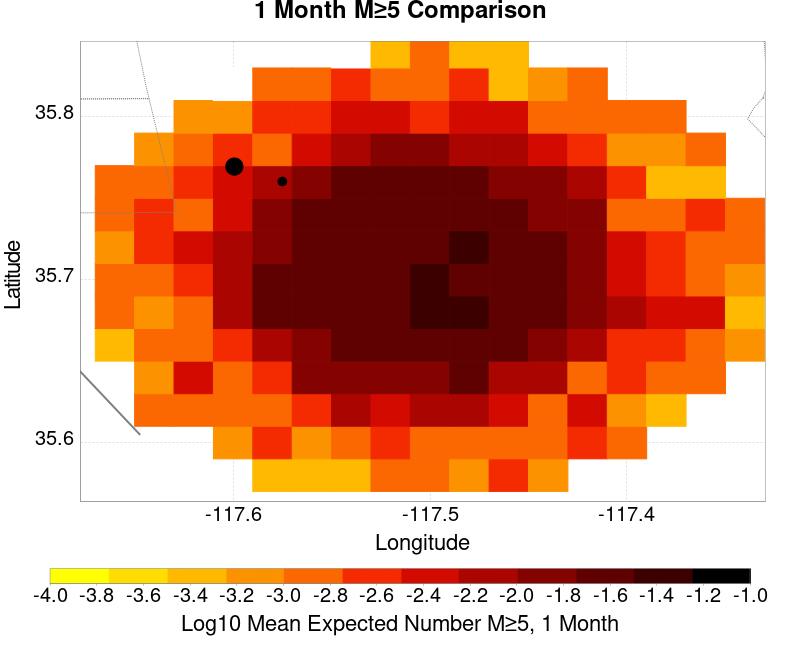 1 Month M≥5 Comparison
35.8
35.7
35.6
Latitude
-117.6 -117.5 -117.4
Longitude
-4.0 -3.8 -3.6 -3.4 -3.2 -3.0 -2.8 -2.6 -2.4 -2.2 -2.0 -1.8 -1.6 -1.4 -1.2 -1.0
Log10 Mean Expected Number M≥5, 1 Month